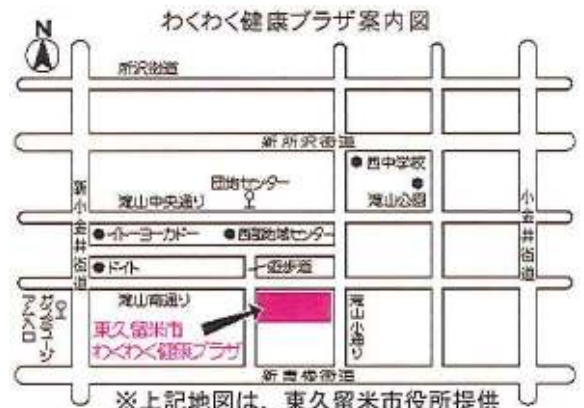 わくわく健康プラザ案内図
N
所沢街道
新所沢街道
●西中学校
団地センター
滝山中央通り
滝山公園
新小金井街道
小金井街道
●イトーヨーカドー
●西部地域センター
●ドイト
遊歩道
滝山南通り
滝山小通り
東久留米市
わくわく健康プラザ
新青梅街道
※上記地図は、東久留米市役所提供